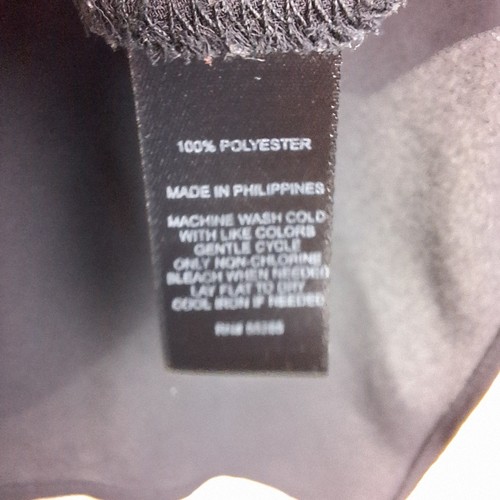 100% POLYESTER
MADE IN PHILIPPINES
MACHINE WASH COLD
WITH LIKE COLORS
GENTLE CYCLE
ONLY NON-CHLORINE
BLEACH WHEN NEEDED
LAY FLAT TO DRY
COOL IRON IF NEEDED
RN#